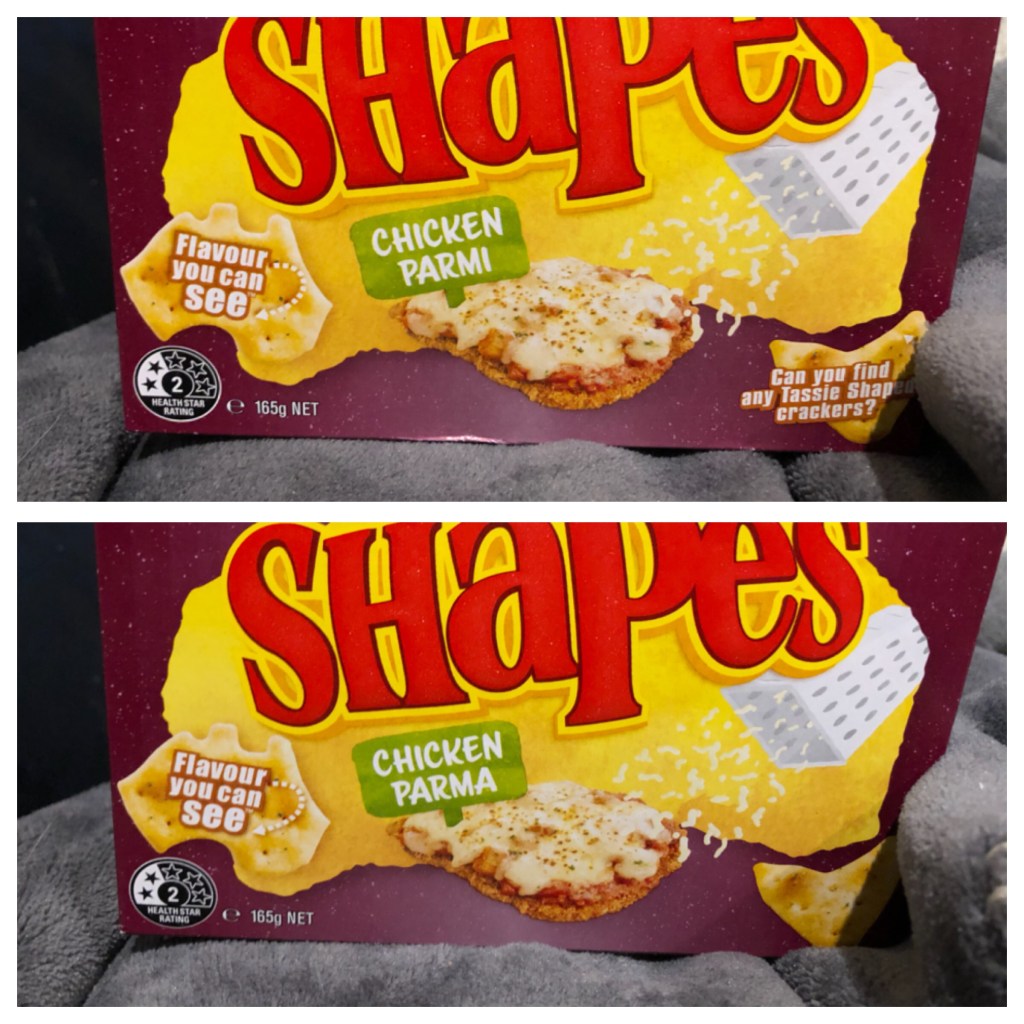 SHapes
CHICKEN
PARMI
Flavour
you can
see
2
HEALTH STAR
RATING
e 165g NET
Can you find
any Tassie Shaped
crackers?
SHapes
CHICKEN
PARMA
Flavour
you can
see
2
HEALTH STAR
RATING
e 165g NET